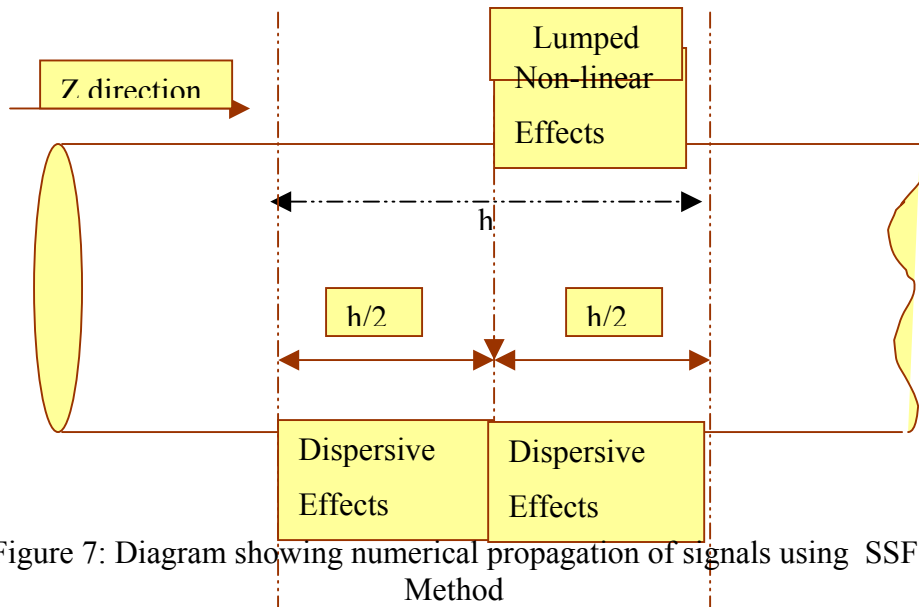 Lumped
Non-linear
Effects
Z direction
h
h/2
h/2
Dispersive
Effects
Dispersive
Effects
Figure 7: Diagram showing numerical propagation of signals using SSF
Method